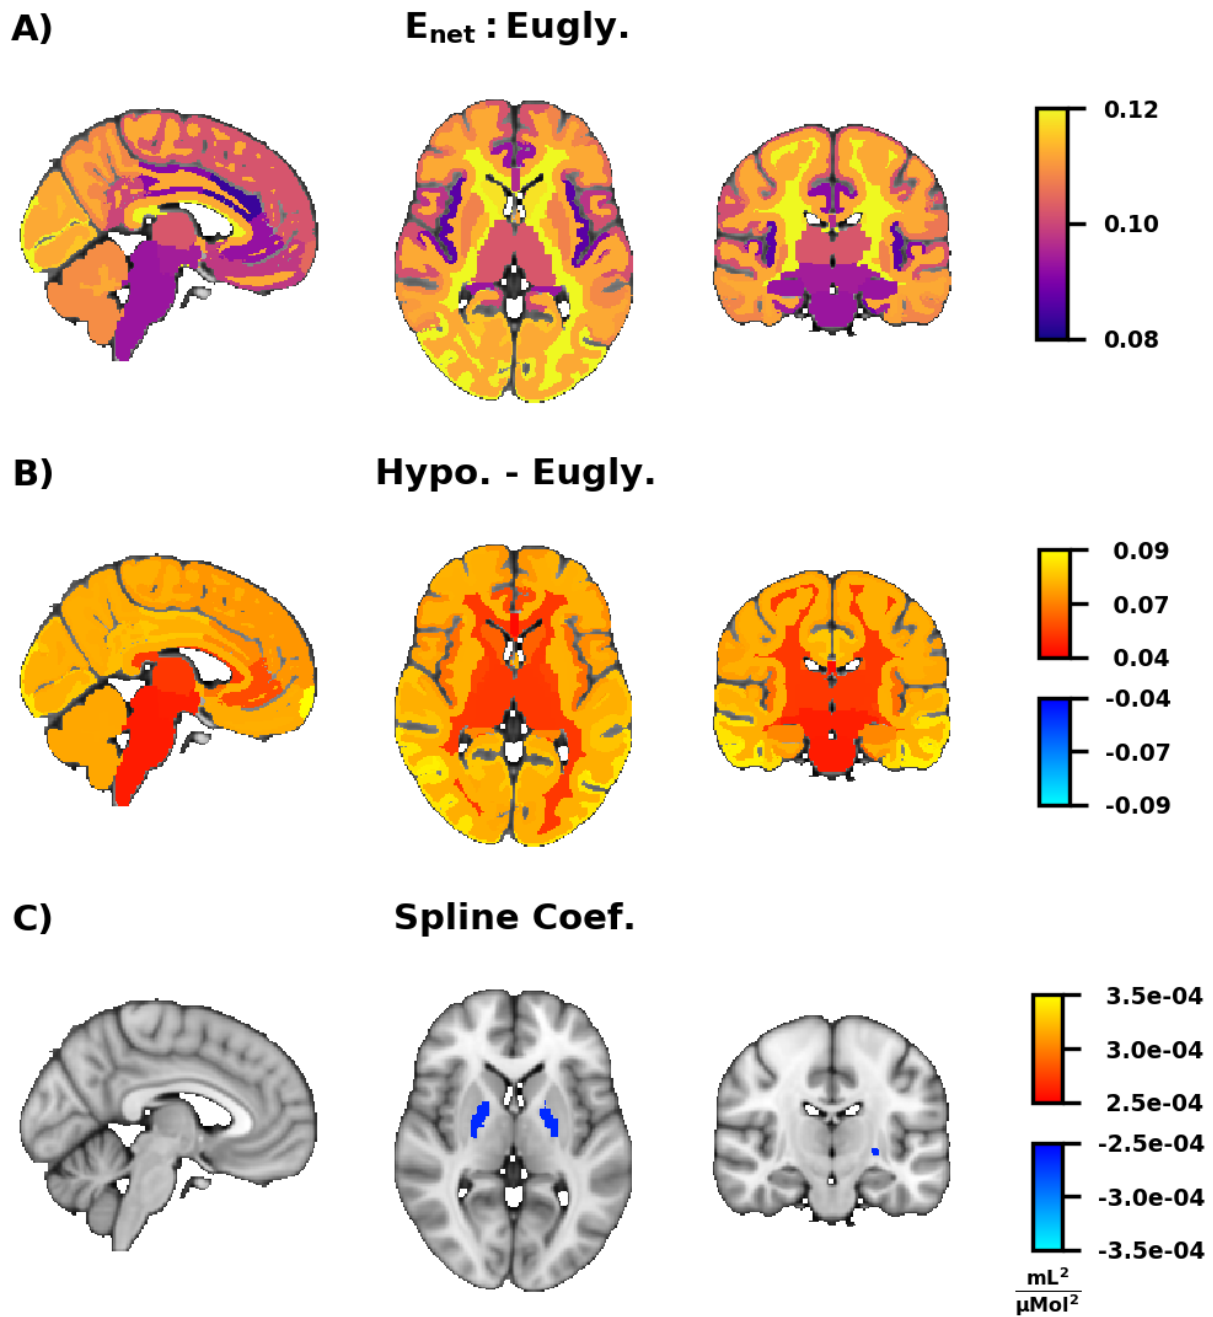 A)
E_net : Eugly.
0.12
0.10
0.08
B)
Hypo. - Eugly.
0.09
0.07
0.04
-0.04
-0.07
-0.09
C)
Spline Coef.
3.5e-04
3.0e-04
2.5e-04
-2.5e-04
-3.0e-04
-3.5e-04
mL²
μMol²